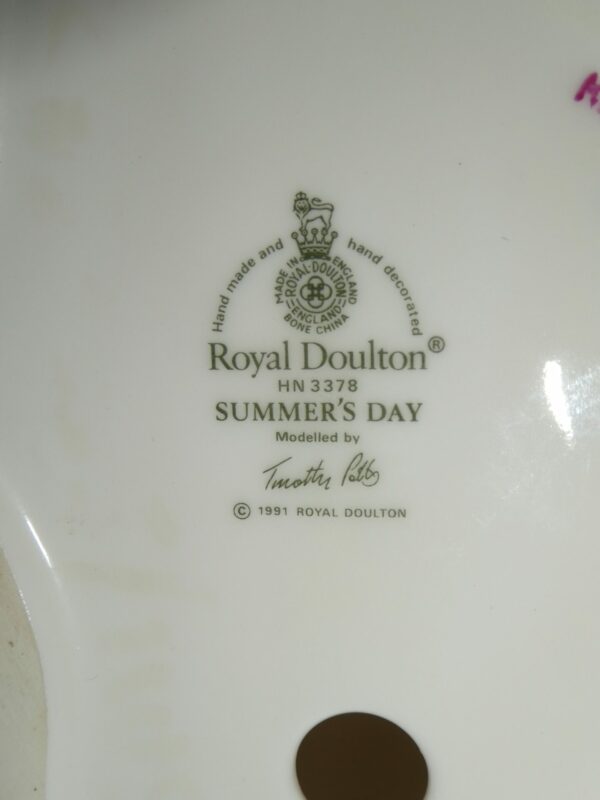 Hand made and hand decorated
MADE IN ENGLAND
ROYAL·DOULTON
ENGLAND
BONE CHINA
Royal Doulton®
HN 3378
SUMMER'S DAY
Modelled by
Timothy Potts
© 1991 ROYAL DOULTON